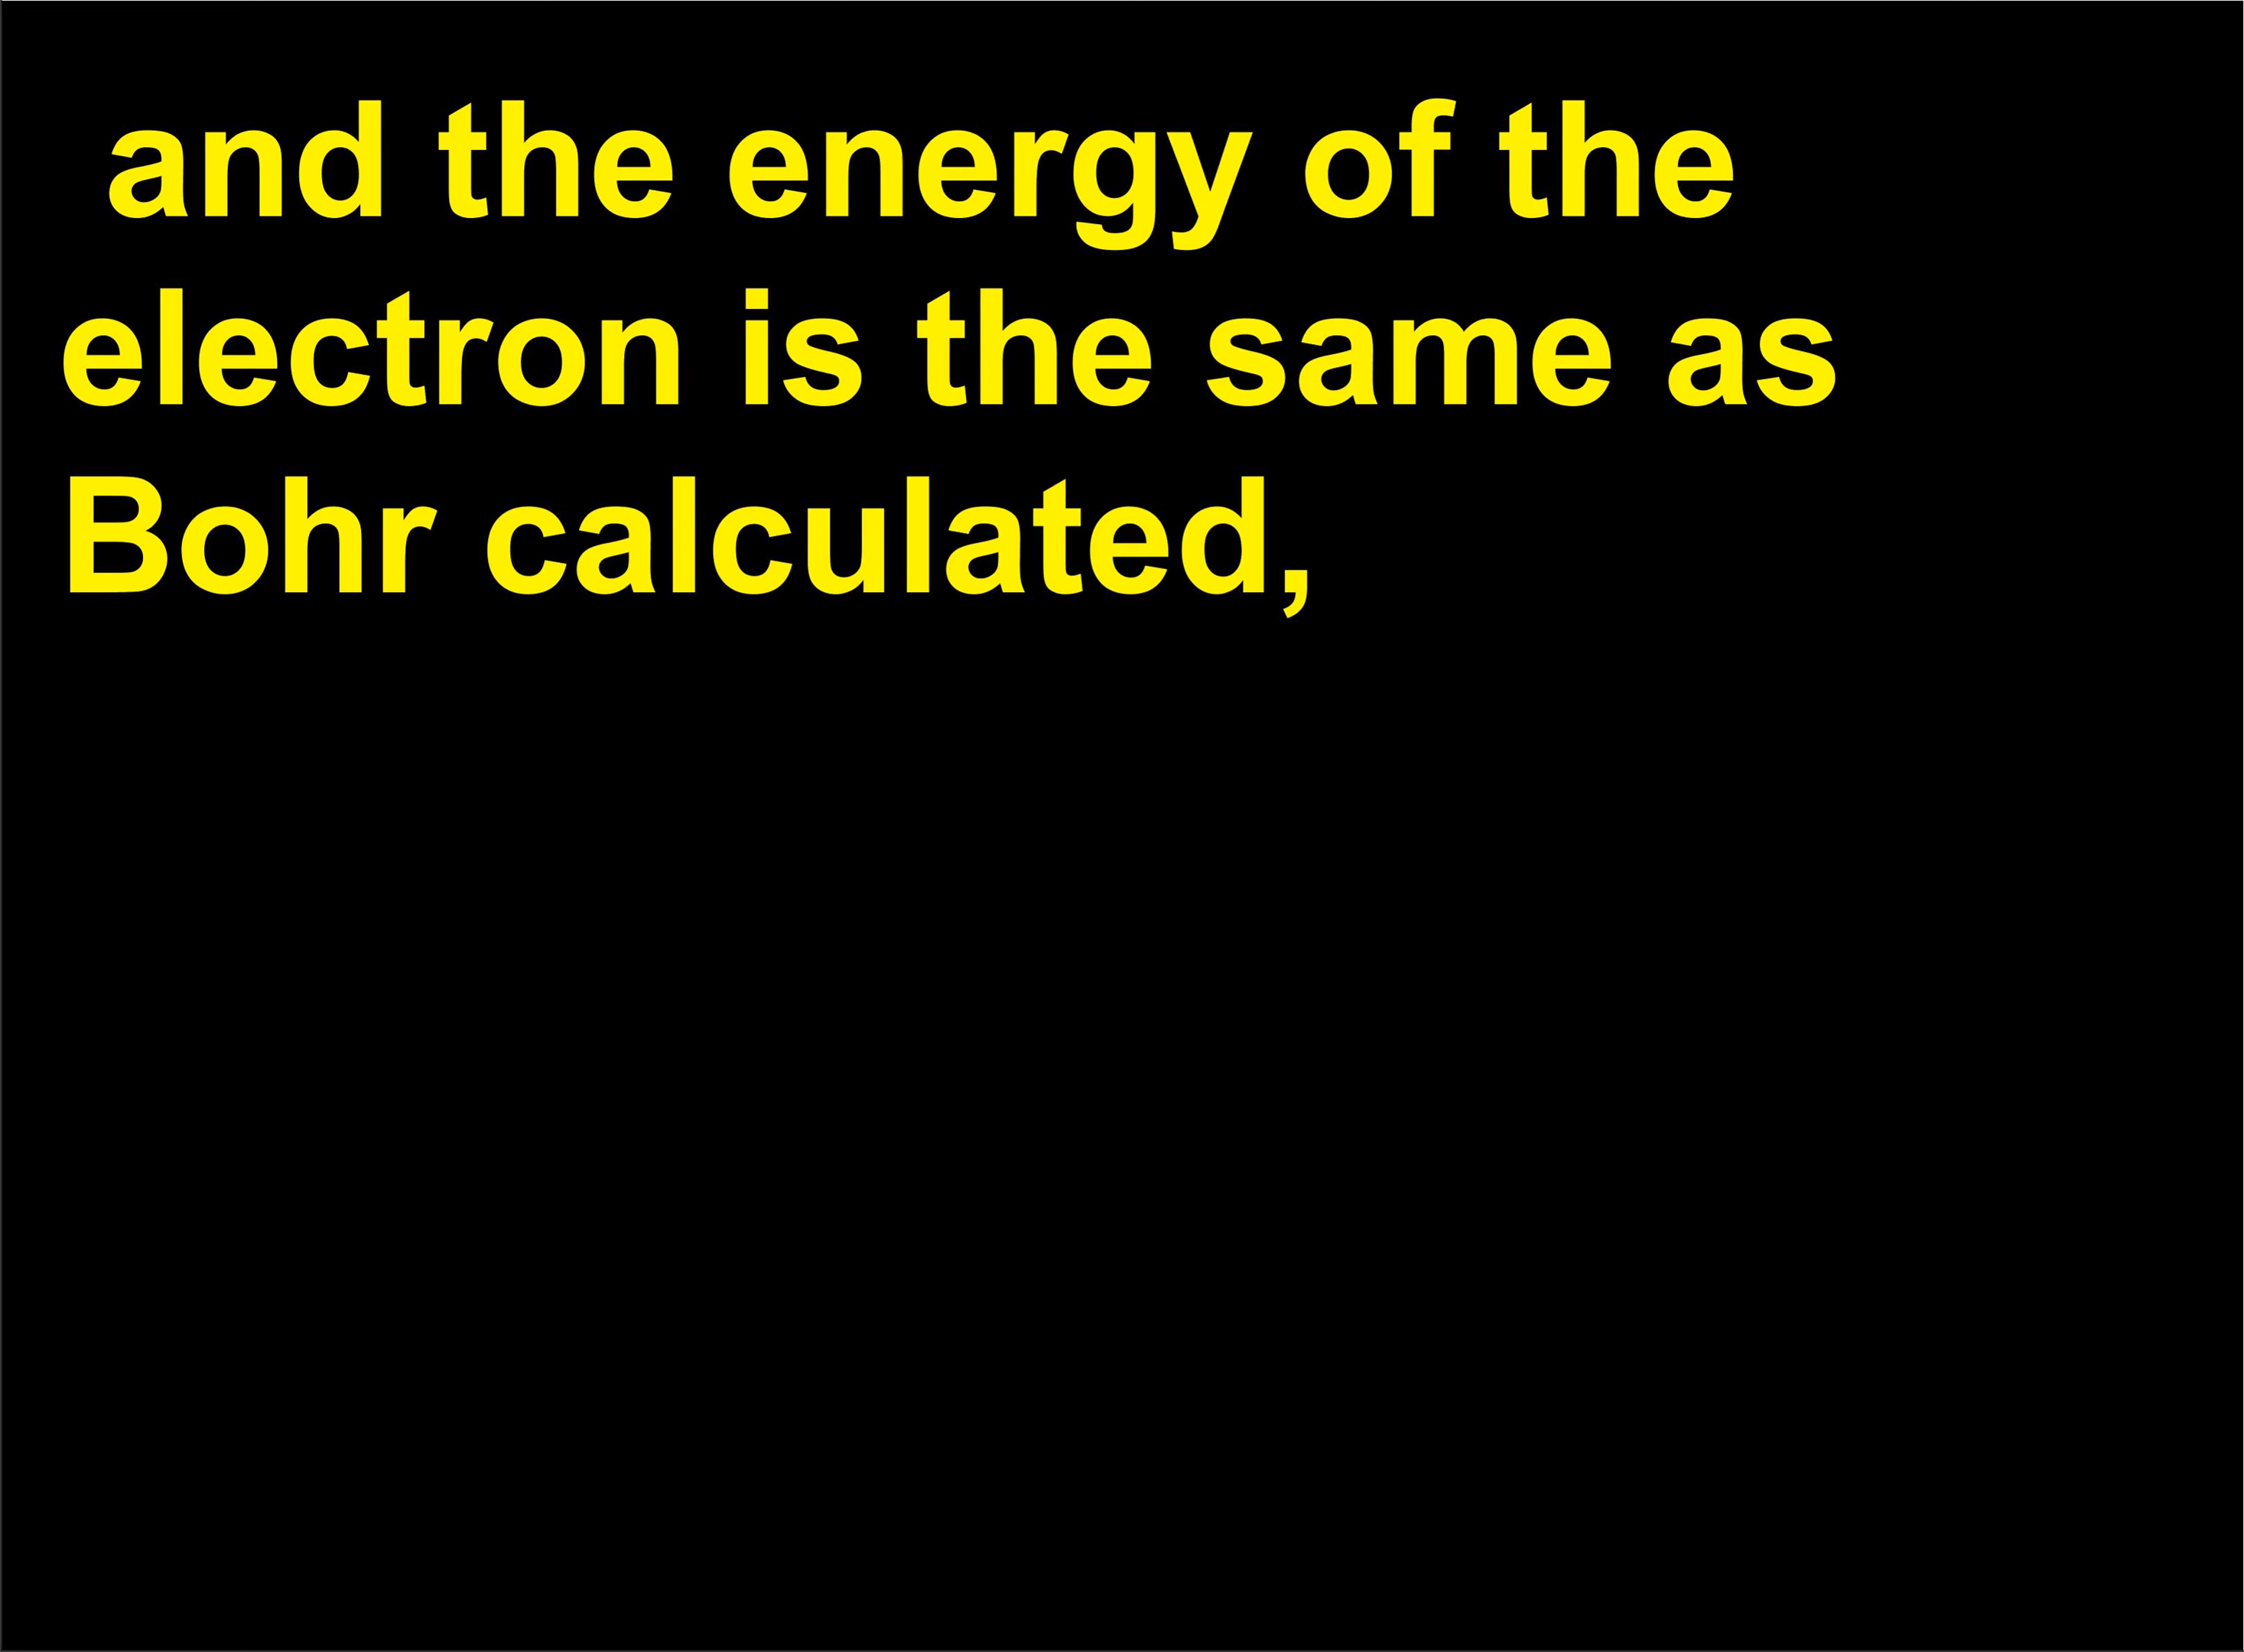 and the energy of the
electron is the same as
Bohr calculated,